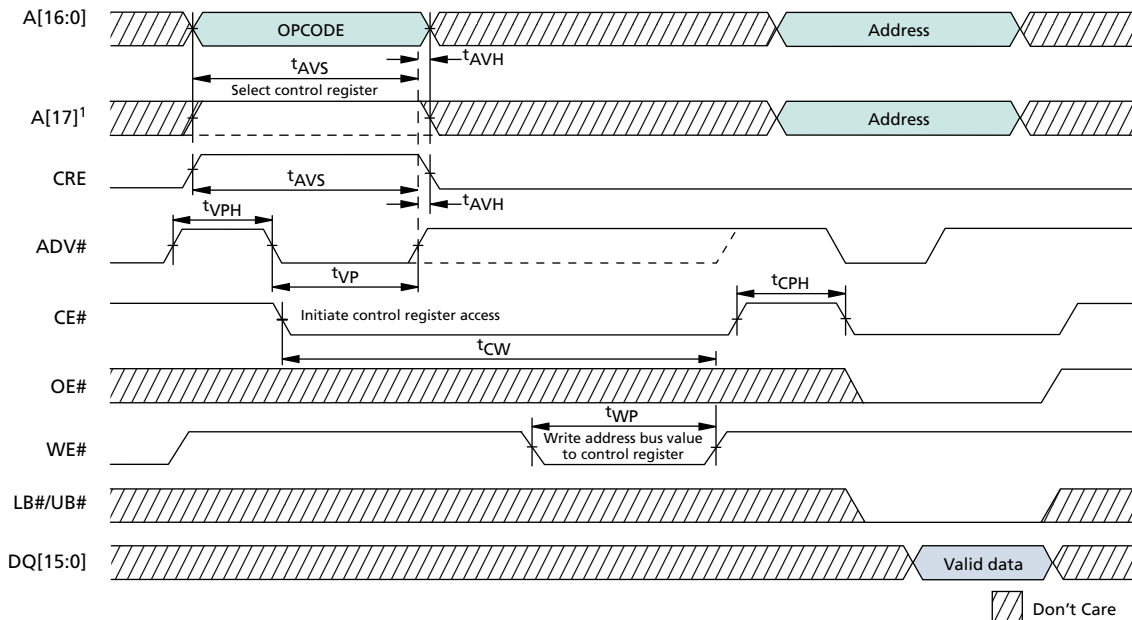 A[16:0]
OPCODE
Address
tAVS
tAVH
Select control register
A[17]1
Address
CRE
tAVS
tAVH
tVPH
ADV#
tVP
tCPH
CE#
Initiate control register access
tCW
OE#
tWP
WE#
Write address bus value
to control register
LB#/UB#
DQ[15:0]
Valid data
Don't Care